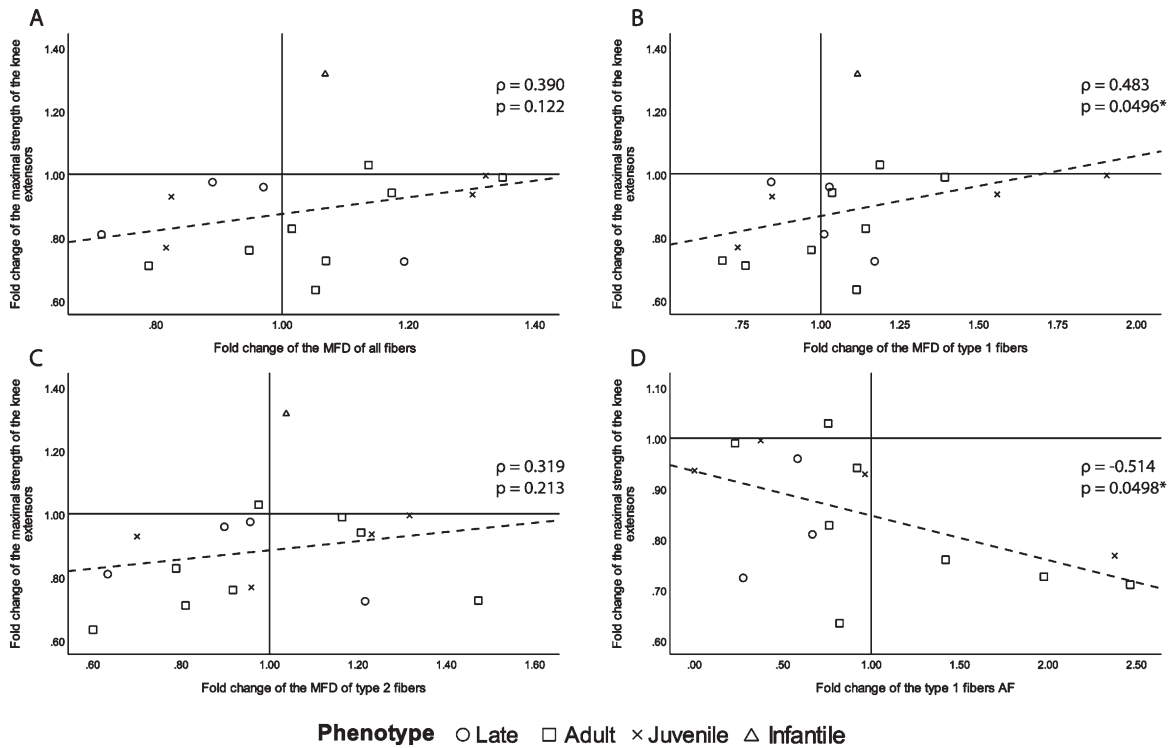 A
Fold change of the maximal strength of the knee
extensors
1.40
1.20
1.00
.80
.60
ρ = 0.390
p = 0.122
.80
1.00
1.20
1.40
Fold change of the MFD of all fibers
B
Fold change of the maximal strength of the knee
extensors
1.40
1.20
1.00
.80
.60
ρ = 0.483
p = 0.0496*
.75
1.00
1.25
1.50
1.75
2.00
Fold change of the MFD of type 1 fibers
C
Fold change of the maximal strength of the knee
extensors
1.40
1.20
1.00
.80
.60
ρ = 0.319
p = 0.213
.60
.80
1.00
1.20
1.40
1.60
Fold change of the MFD of type 2 fibers
D
Fold change of the maximal strength of the knee
extensors
1.10
1.00
.90
.80
.70
.60
ρ = -0.514
p = 0.0498*
.00
.50
1.00
1.50
2.00
2.50
Fold change of the type 1 fibers AF
Phenotype Late Adult Juvenile Infantile